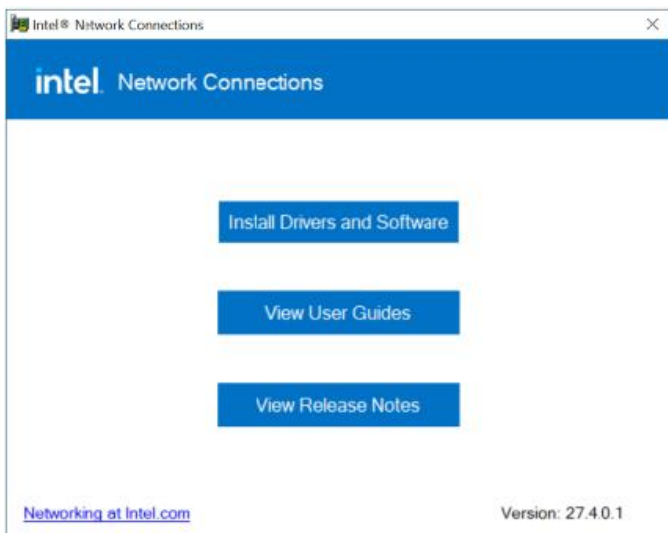 Intel® Network Connections
intel. Network Connections
Install Drivers and Software
View User Guides
View Release Notes
Networking at Intel.com
Version: 27.4.0.1